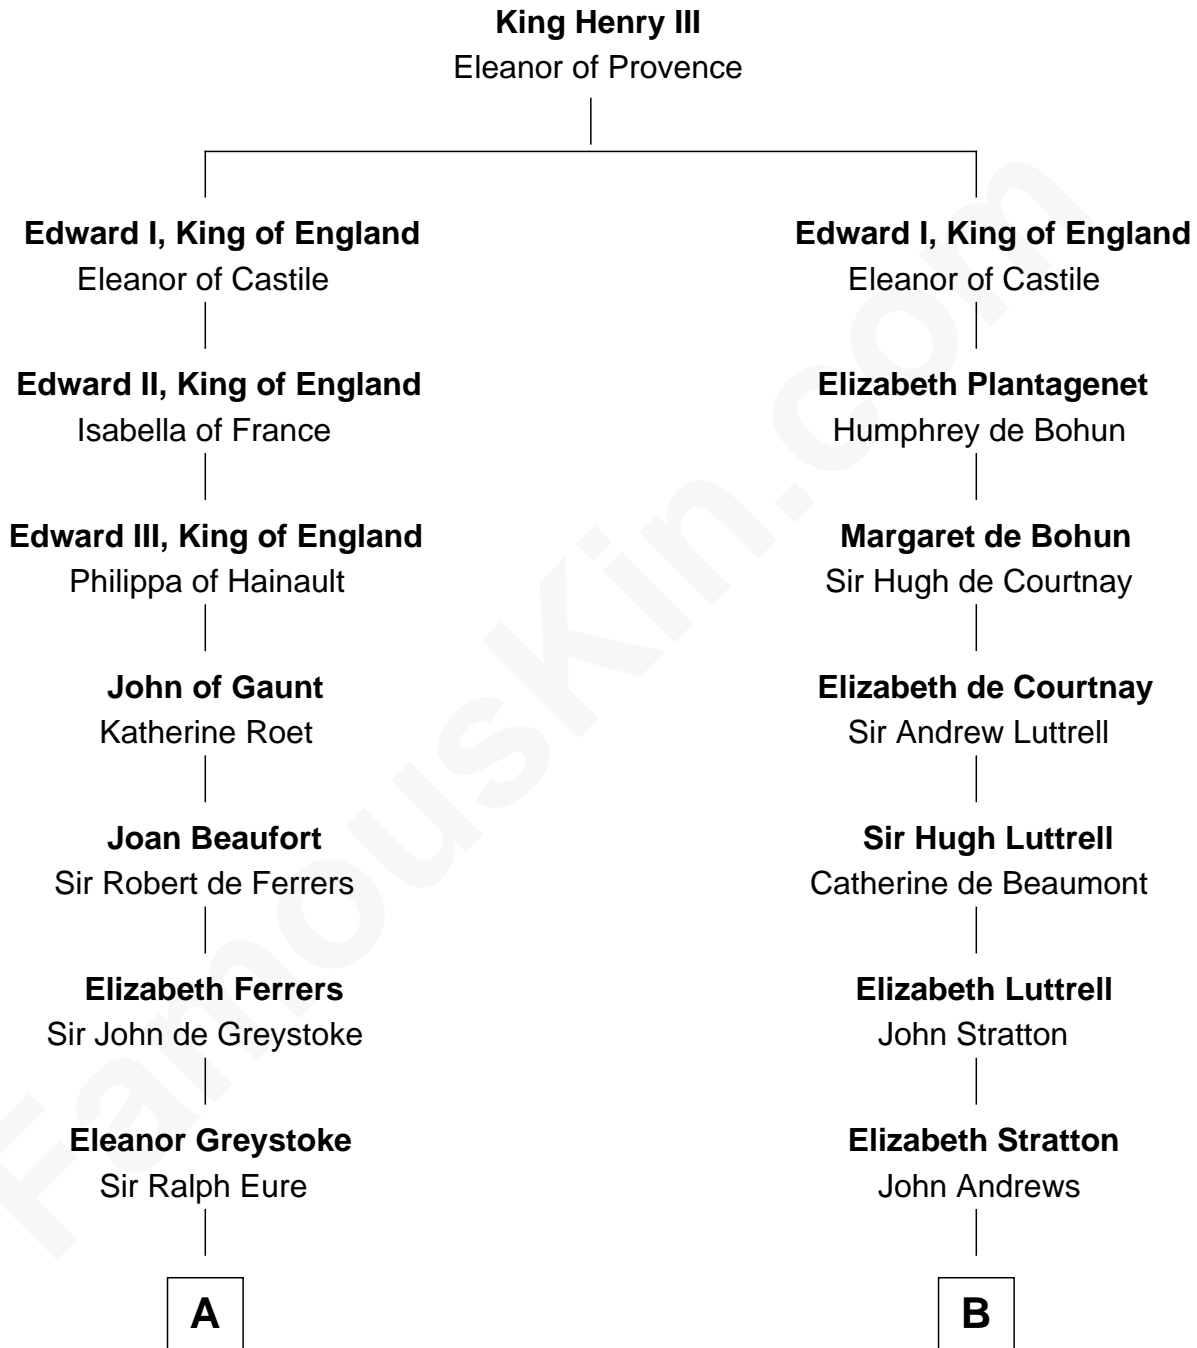 King Henry III
Eleanor of Provence
Edward I, King of England
Eleanor of Castile
Edward II, King of England
Isabella of France
Edward III, King of England
Philippa of Hainault
John of Gaunt
Katherine Roet
Joan Beaufort
Sir Robert de Ferrers
Elizabeth Ferrers
Sir John de Greystoke
Eleanor Greystoke
Sir Ralph Eure
A
Edward I, King of England
Eleanor of Castile
Elizabeth Plantagenet
Humphrey de Bohun
Margaret de Bohun
Sir Hugh de Courtnay
Elizabeth de Courtnay
Sir Andrew Luttrell
Sir Hugh Luttrell
Catherine de Beaumont
Elizabeth Luttrell
John Stratton
Elizabeth Stratton
John Andrews
B
FamousKin.com